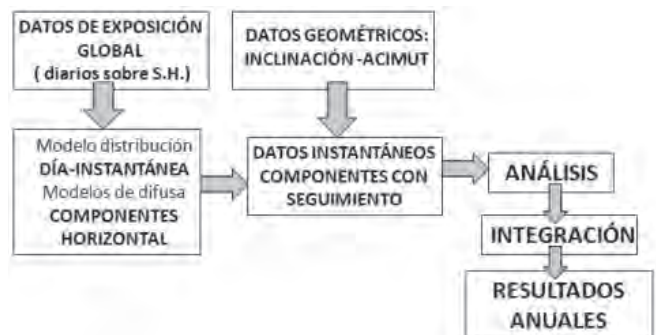 DATOS DE EXPOSICIÓN
GLOBAL
( diarios sobre S.H.)
DATOS GEOMÉTRICOS:
INCLINACIÓN -ACIMUT
Modelo distribución
DÍA-INSTANTÁNEA
Modelos de difusa
COMPONENTES
HORIZONTAL
DATOS INSTANTÁNEOS
COMPONENTES CON
SEGUIMIENTO
ANÁLISIS
INTEGRACIÓN
RESULTADOS
ANUALES